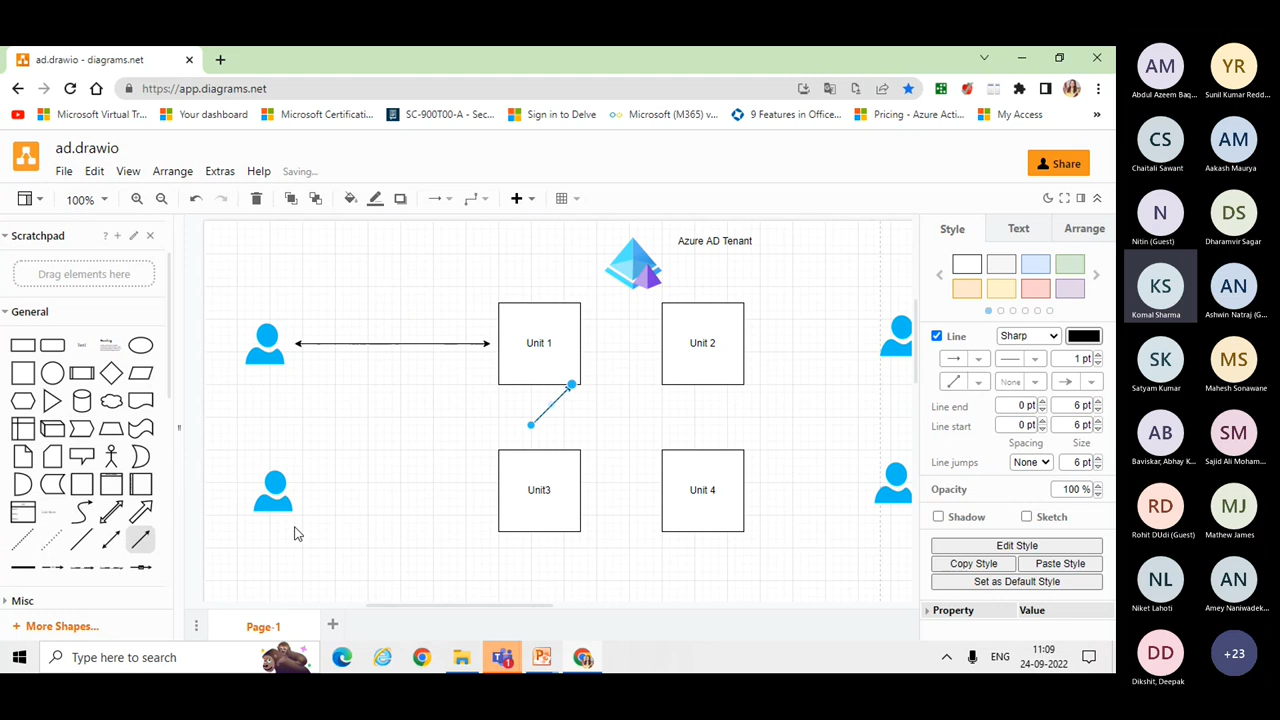 ad.drawio - diagrams.net
https://app.diagrams.net
Microsoft Virtual Tr...
Your dashboard
Microsoft Certificati...
SC-900T00-A - Sec...
Sign in to Delve
Microsoft (M365) v...
9 Features in Office...
Pricing - Azure Acti...
My Access
»
ad.drawio
File Edit View Arrange Extras Help Saving...
Share
100%
Scratchpad
Drag elements here
General
Text
Heading
List Item
Misc
+ More Shapes...
Azure AD Tenant
Unit 1
Unit 2
Unit3
Unit 4
Style Text Arrange
Line Sharp
1 pt
None
Line end 0 pt 6 pt
Line start 0 pt 6 pt
Spacing Size
Line jumps None 6 pt
Opacity 100 %
Shadow Sketch
Edit Style
Copy Style Paste Style
Set as Default Style
Property Value
Page-1
Type here to search
1
ENG
11:09
24-09-2022
AM
Abdul Azeem Baq...
YR
Sunil Kumar Redd...
CS
Chaitali Sawant
AM
Aakash Maurya
N
Nitin (Guest)
DS
Dharamvir Sagar
KS
Komal Sharma
AN
Ashwin Natraj (G...
SK
Satyam Kumar
MS
Mahesh Sonawane
AB
Baviskar, Abhay K...
SM
Sajid Ali Moham...
RD
Rohit DUdi (Guest)
MJ
Mathew James
NL
Niket Lahoti
AN
Amey Naniwadek...
DD
Dikshit, Deepak
+23